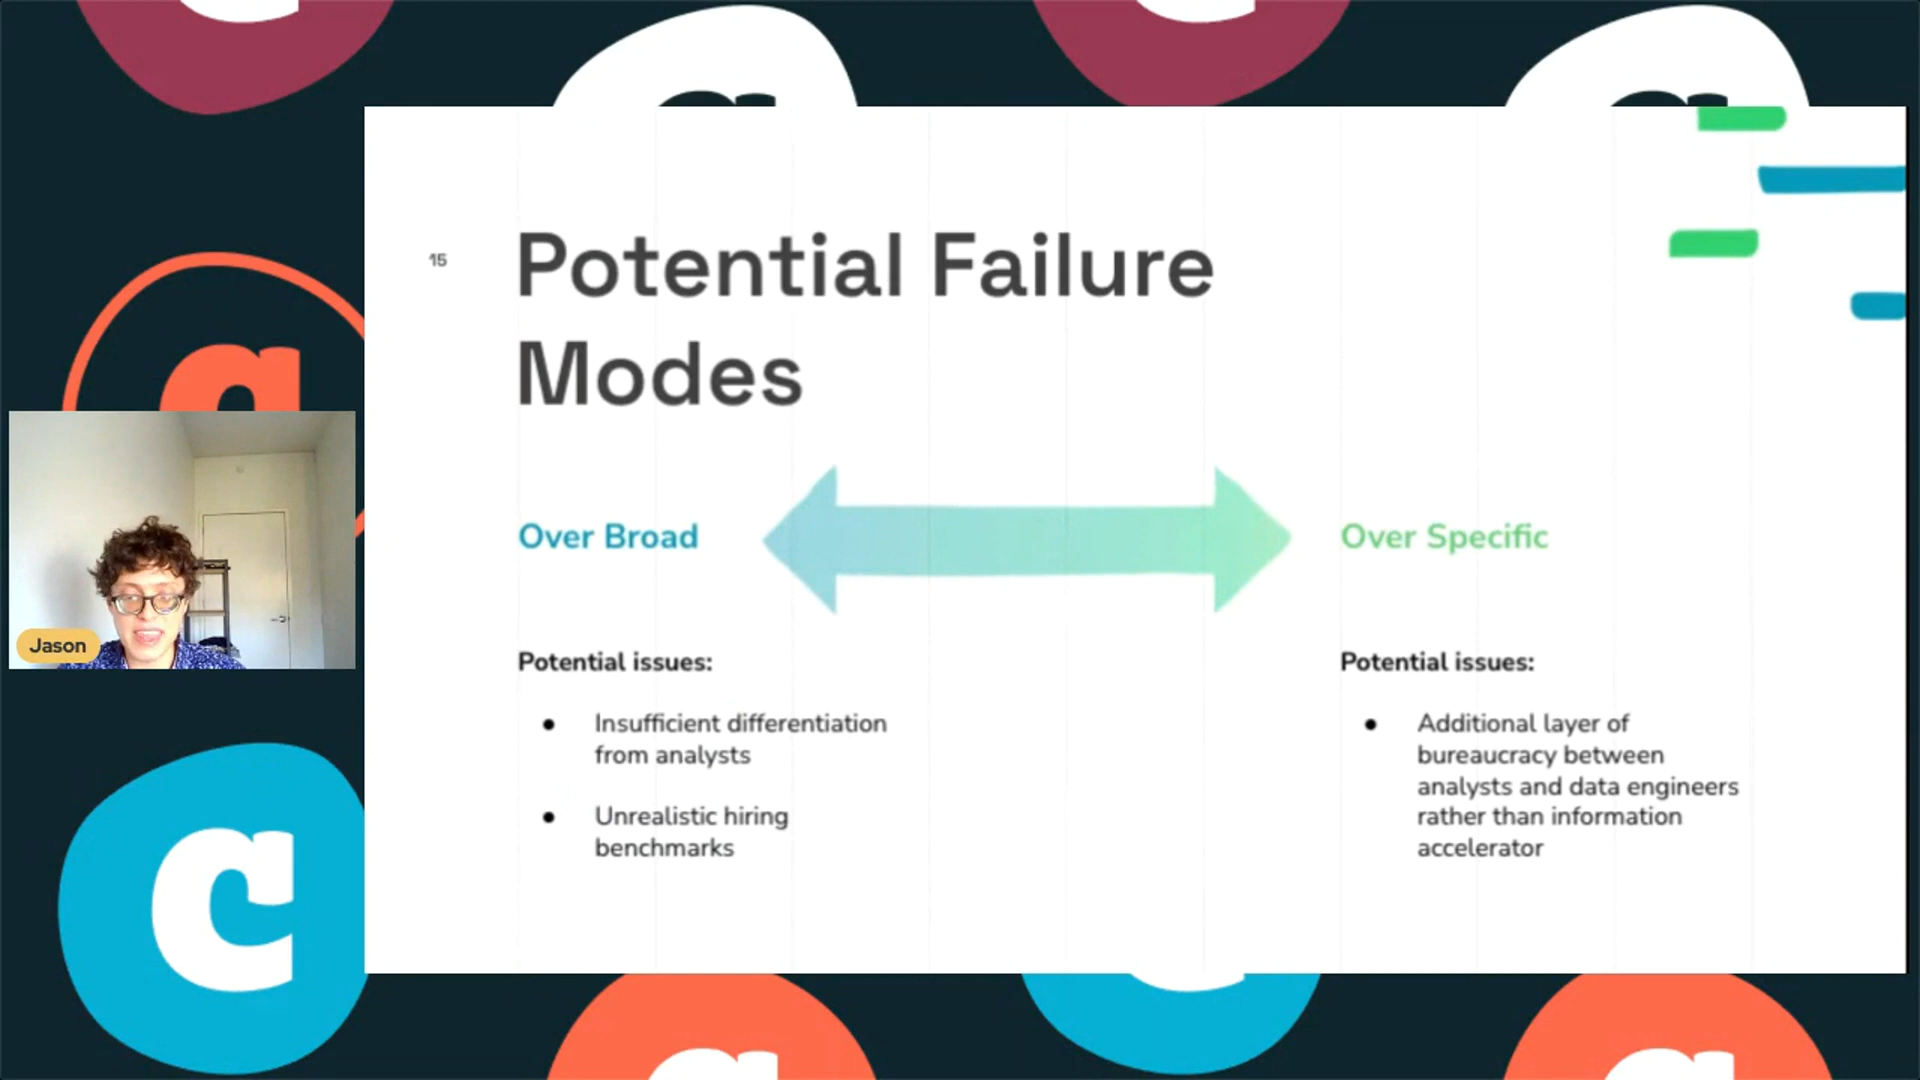 15
Potential Failure
Modes
Over Broad
Over Specific
Potential issues:
● Insufficient differentiation
from analysts
● Unrealistic hiring
benchmarks
Potential issues:
● Additional layer of
bureaucracy between
analysts and data engineers
rather than information
accelerator
Jason